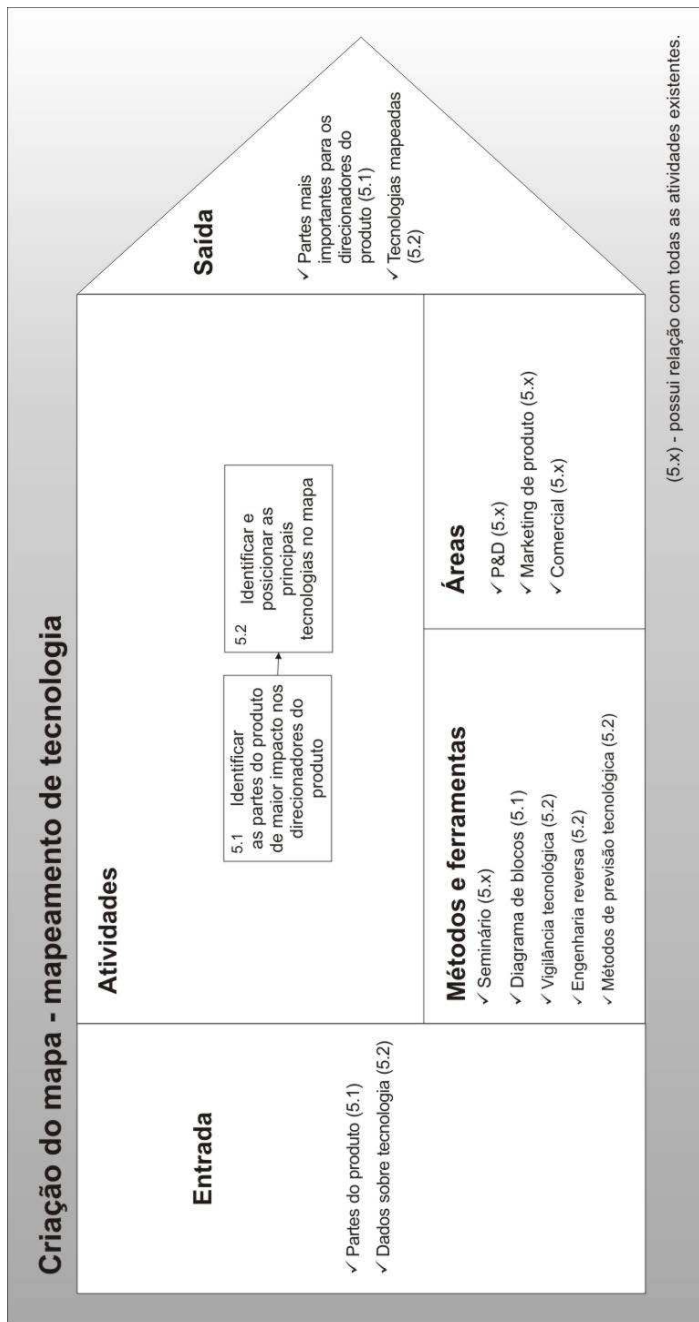 Criação do mapa - mapeamento de tecnologia
Entrada
✓ Partes do produto (5.1)
✓ Dados sobre tecnologia (5.2)
Atividades
5.1 Identificar
as partes do produto
de maior impacto nos
direcionadores do
produto
5.2 Identificar e
posicionar as
principais
tecnologias no mapa
Métodos e ferramentas
✓ Seminário (5.x)
✓ Diagrama de blocos (5.1)
✓ Vigilância tecnológica (5.2)
✓ Engenharia reversa (5.2)
✓ Métodos de previsão tecnológica (5.2)
Áreas
✓ P&D (5.x)
✓ Marketing de produto (5.x)
✓ Comercial (5.x)
Saída
✓ Partes mais
importantes para os
direcionadores do
produto (5.1)
✓ Tecnologias mapeadas
(5.2)
(5.x) - possui relação com todas as atividades existentes.